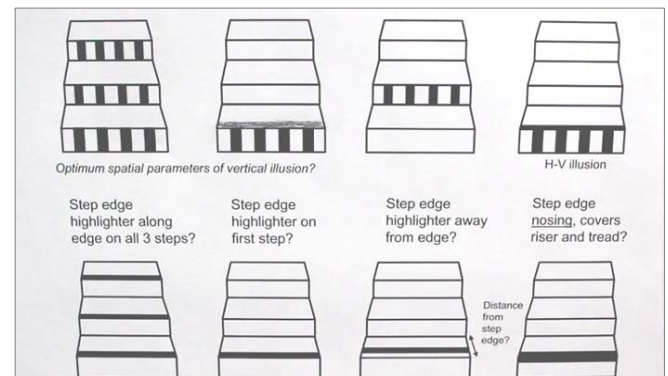 Optimum spatial parameters of vertical illusion?
H-V illusion
Step edge
highlighter along
edge on all 3 steps?
Step edge
highlighter on
first step?
Step edge
highlighter away
from edge?
Step edge
nosing, covers
riser and tread?
Distance
from
step
edge?